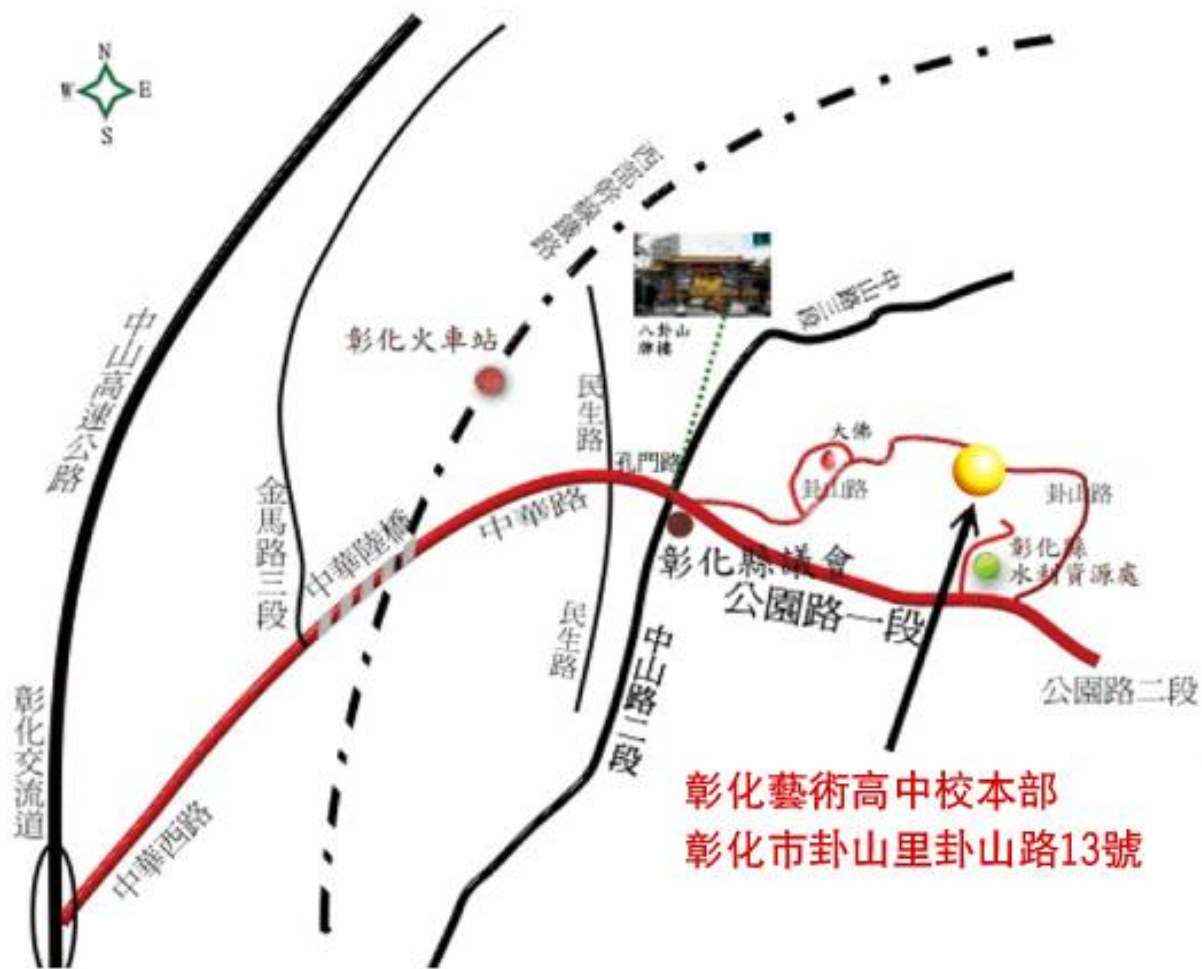 N
W E
S
西部幹線鐵路
中山高速公路
彰化火車站
八卦山
牌樓
中山路三段
民生路
孔門路
大佛
卦山路
卦山路
金馬路三段
中華陸橋
中華路
彰化縣議會
公園路一段
彰化縣
水利資源處
民生路
中山路二段
公園路二段
彰化交流道
中華西路
彰化藝術高中校本部
彰化市卦山里卦山路13號